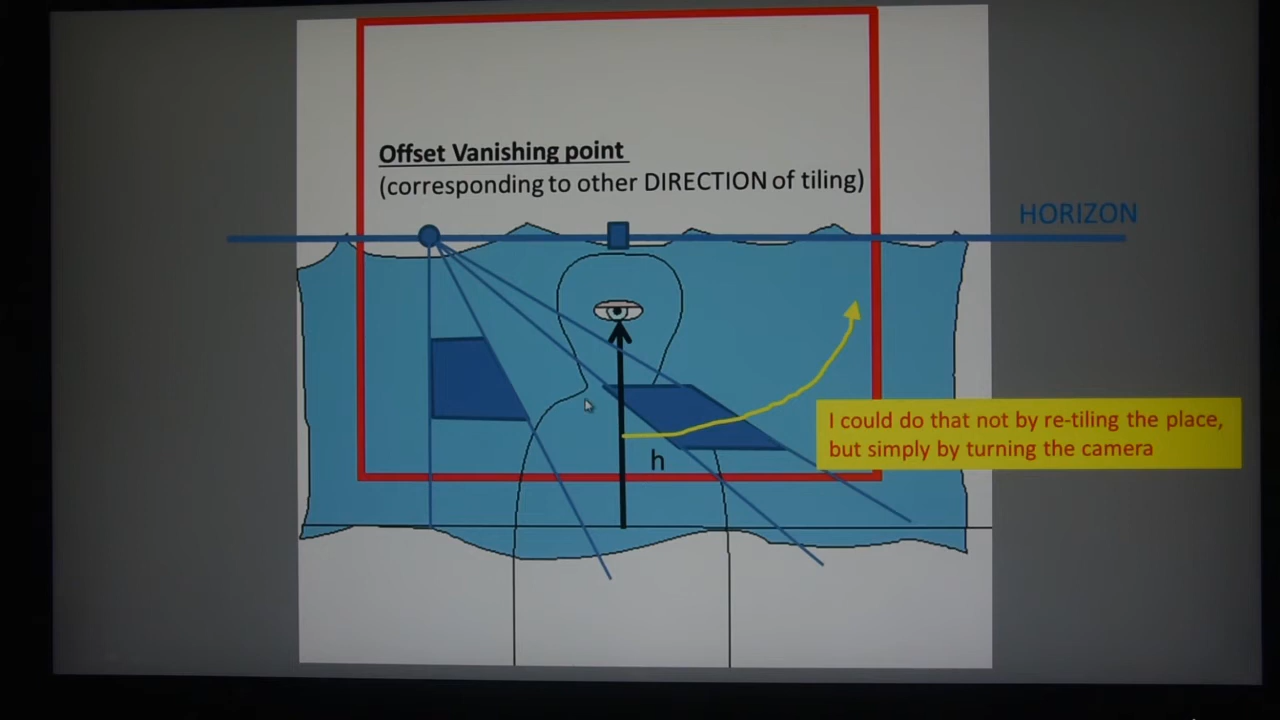 Offset Vanishing point
(corresponding to other DIRECTION of tiling)
HORIZON
I could do that not by re-tiling the place,
but simply by turning the camera
h